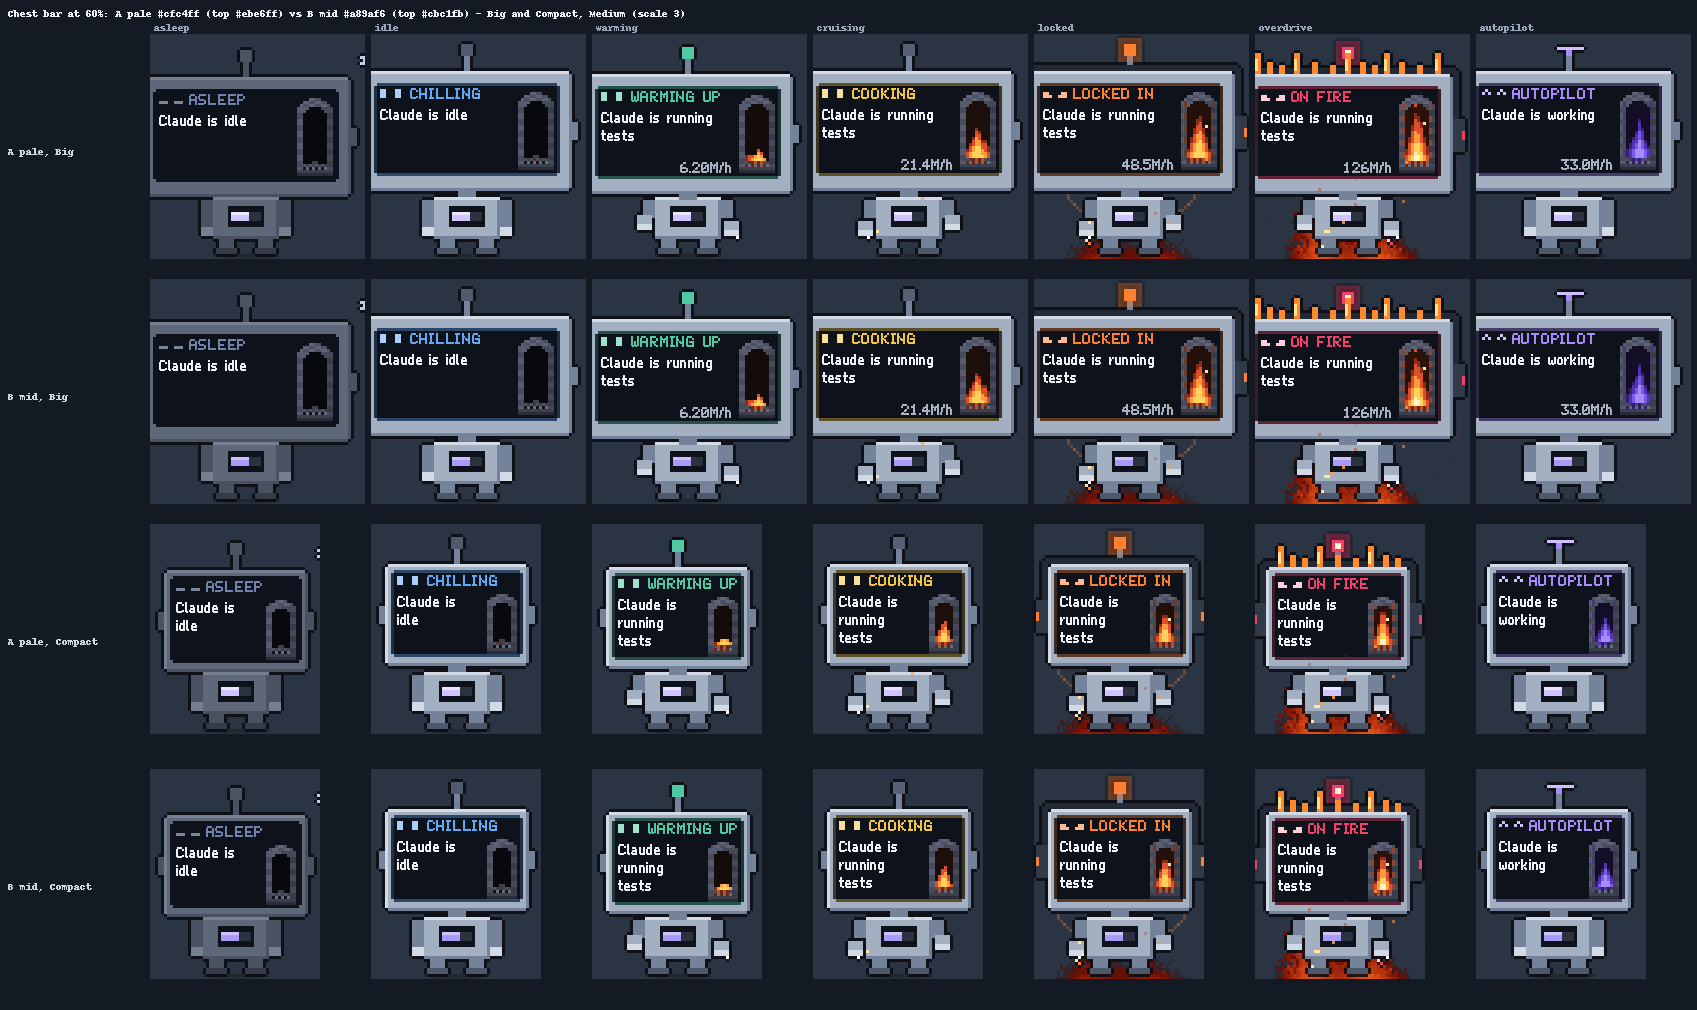 Chest bar at 60%: A pale #cfc4ff (top #ebe6ff) vs B mid #a89af6 (top #cbc1fb) - Big and Compact, Medium (scale 3)
asleep idle warming cruising locked overdrive autopilot
A pale, Big
ASLEEP
Claude is idle
CHILLING
Claude is idle
WARMING UP
Claude is running
tests
6.20M/h
COOKING
Claude is running
tests
21.4M/h
LOCKED IN
Claude is running
tests
48.5M/h
ON FIRE
Claude is running
tests
126M/h
AUTOPILOT
Claude is working
33.0M/h
B mid, Big
ASLEEP
Claude is idle
CHILLING
Claude is idle
WARMING UP
Claude is running
tests
6.20M/h
COOKING
Claude is running
tests
21.4M/h
LOCKED IN
Claude is running
tests
48.5M/h
ON FIRE
Claude is running
tests
126M/h
AUTOPILOT
Claude is working
33.0M/h
A pale, Compact
ASLEEP
Claude is
idle
CHILLING
Claude is
idle
WARMING UP
Claude is
running
tests
COOKING
Claude is
running
tests
LOCKED IN
Claude is
running
tests
ON FIRE
Claude is
running
tests
AUTOPILOT
Claude is
working
B mid, Compact
ASLEEP
Claude is
idle
CHILLING
Claude is
idle
WARMING UP
Claude is
running
tests
COOKING
Claude is
running
tests
LOCKED IN
Claude is
running
tests
ON FIRE
Claude is
running
tests
AUTOPILOT
Claude is
working